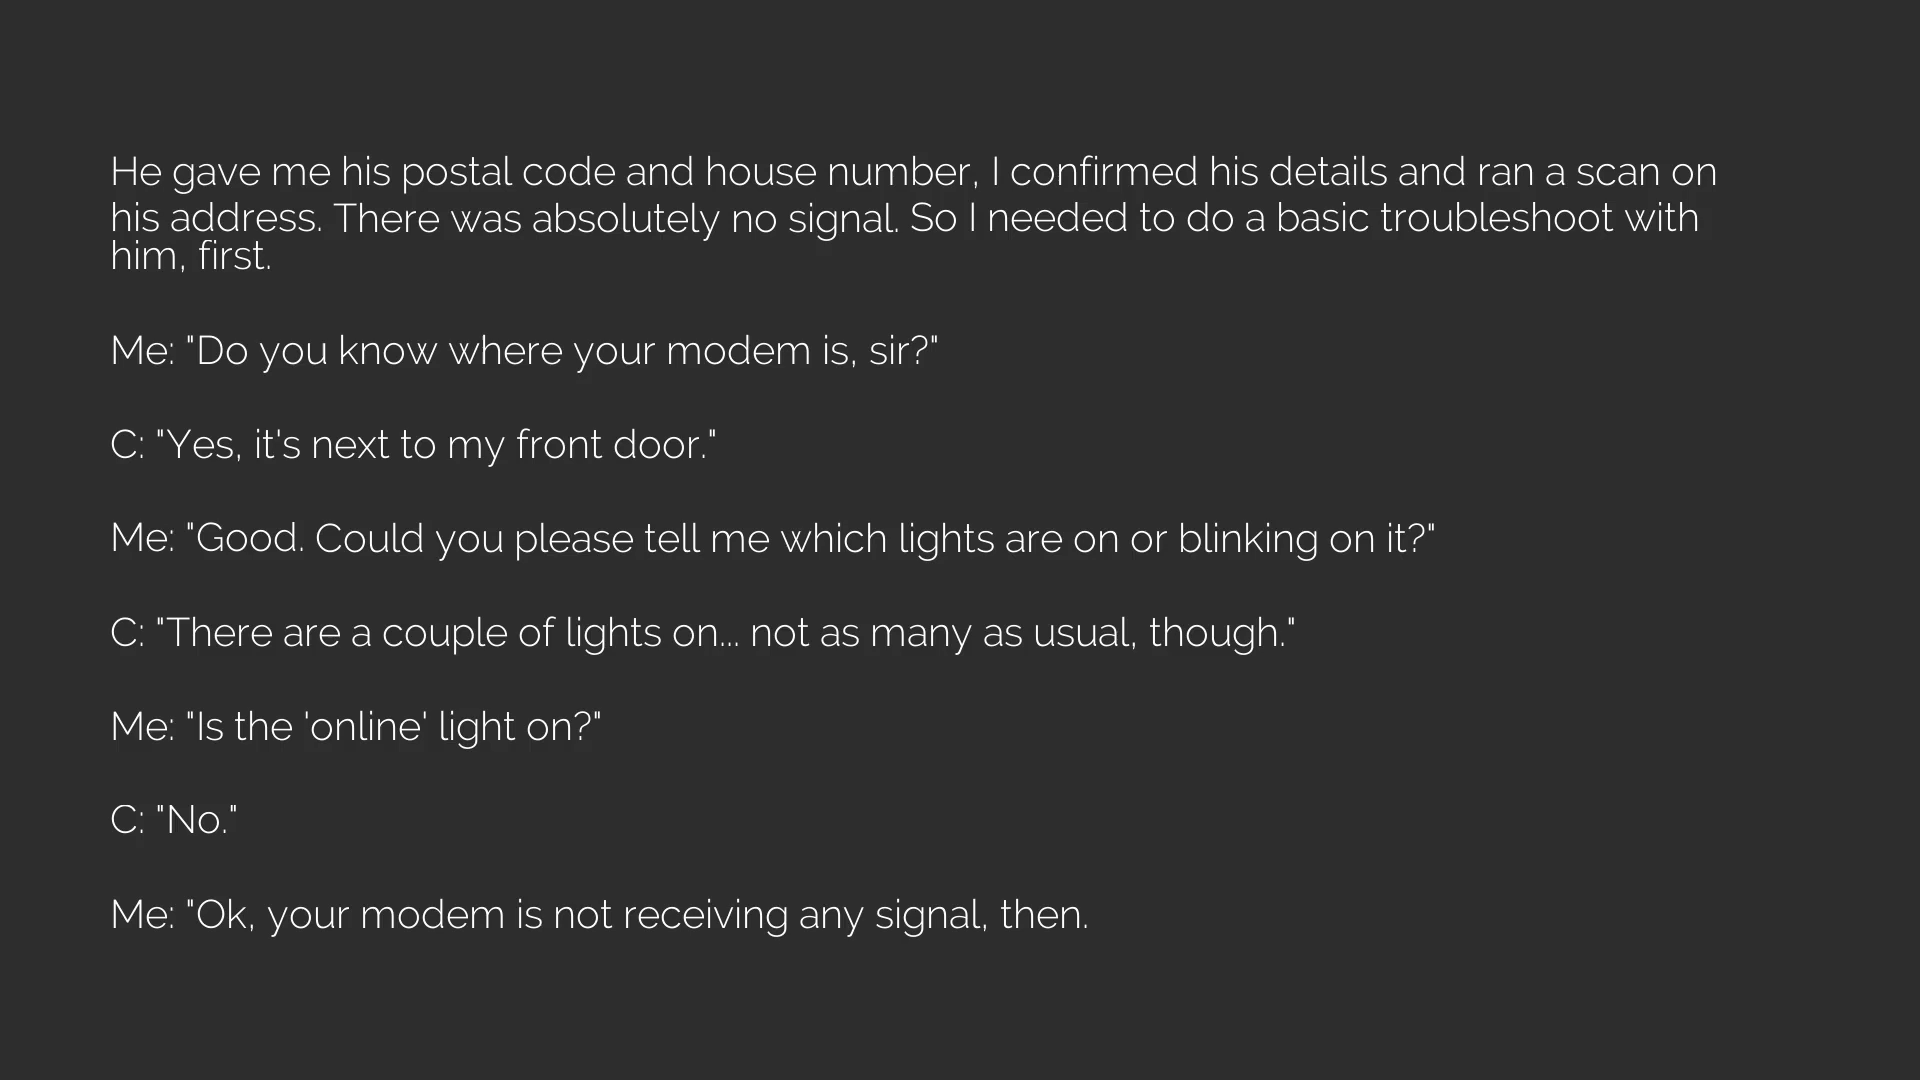 He gave me his postal code and house number, I confirmed his details and ran a scan on
his address. There was absolutely no signal. So I needed to do a basic troubleshoot with
him, first.
Me: "Do you know where your modem is, sir?"
C: "Yes, it's next to my front door."
Me: "Good. Could you please tell me which lights are on or blinking on it?"
C: "There are a couple of lights on... not as many as usual, though."
Me: "Is the 'online' light on?"
C: "No."
Me: "Ok, your modem is not receiving any signal, then.